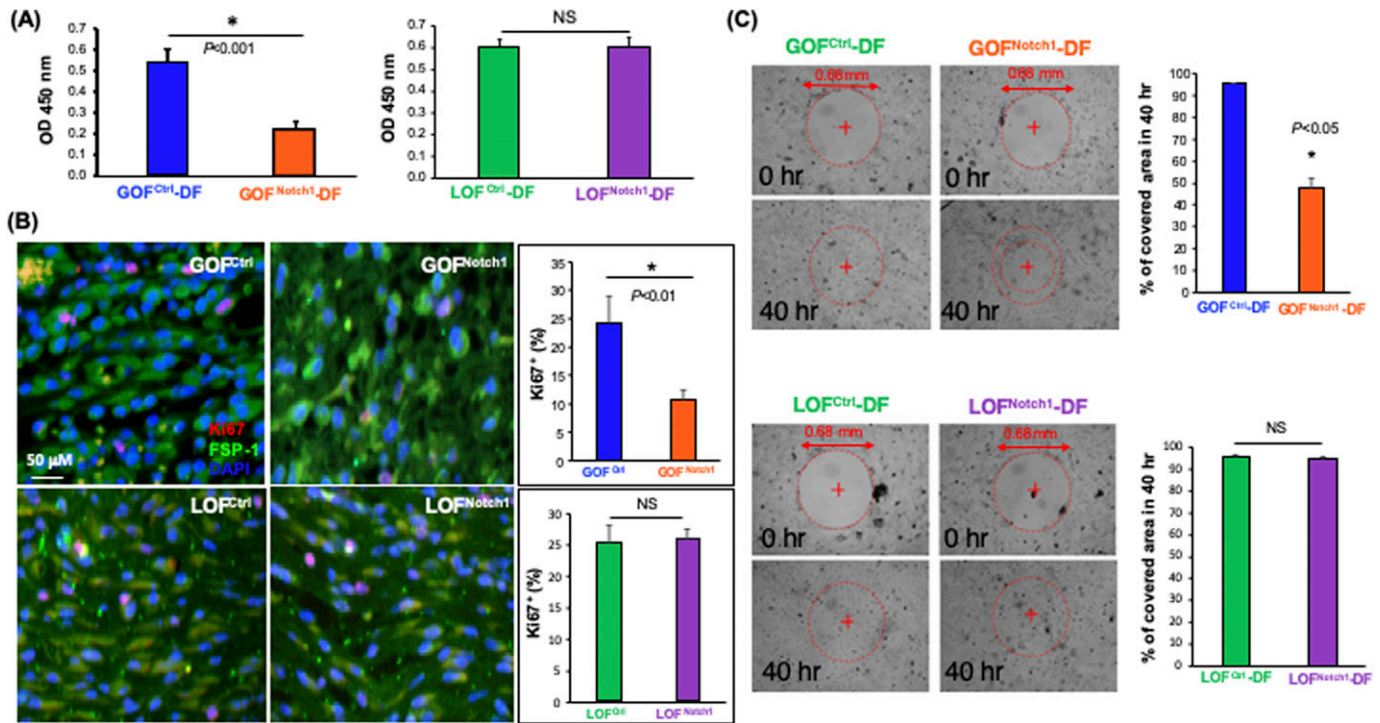 (A)
OD 450 nm
0.7
0.6
0.5
0.4
0.3
0.2
0.1
0.0
*
P<0.001
GOFCtrl-DF
GOFNotch1-DF
OD 450 nm
0.7
0.6
0.5
0.4
0.3
0.2
0.1
0.0
NS
LOFCtrl-DF
LOFNotch1-DF
(B)
GOFCtrl
Ki67
FSP-1
DAPI
50 µM
GOFNotch1
LOFCtrl
LOFNotch1
Ki67+ (%)
35
30
25
20
15
10
5
0
*
P<0.01
GOFCtrl
GOFNotch1
Ki67+ (%)
30
25
20
15
10
5
0
NS
LOFCtrl
LOFNotch1
(C)
GOFCtrl-DF
GOFNotch1-DF
0.68 mm
0.68 mm
0 hr
0 hr
40 hr
40 hr
% of covered area in 40 hr
100
90
80
70
60
50
40
30
20
10
0
P<0.05
*
GOFCtrl-DF
GOFNotch1-DF
LOFCtrl-DF
LOFNotch1-DF
0.68 mm
0.68mm
0 hr
0 hr
40 hr
40 hr
% of covered area in 40 hr
100
90
80
70
60
50
40
30
20
10
0
NS
LOFCtrl-DF
LOFNotch1-DF